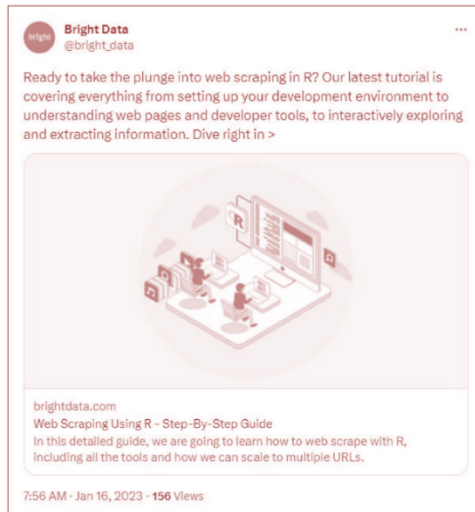 bright
Bright Data
@bright_data
Ready to take the plunge into web scraping in R? Our latest tutorial is
covering everything from setting up your development environment to
understanding web pages and developer tools, to interactively exploring
and extracting information. Dive right in >
R
brightdata.com
Web Scraping Using R - Step-By-Step Guide
In this detailed guide, we are going to learn how to web scrape with R,
including all the tools and how we can scale to multiple URLs.
7:56 AM · Jan 16, 2023 · 156 Views